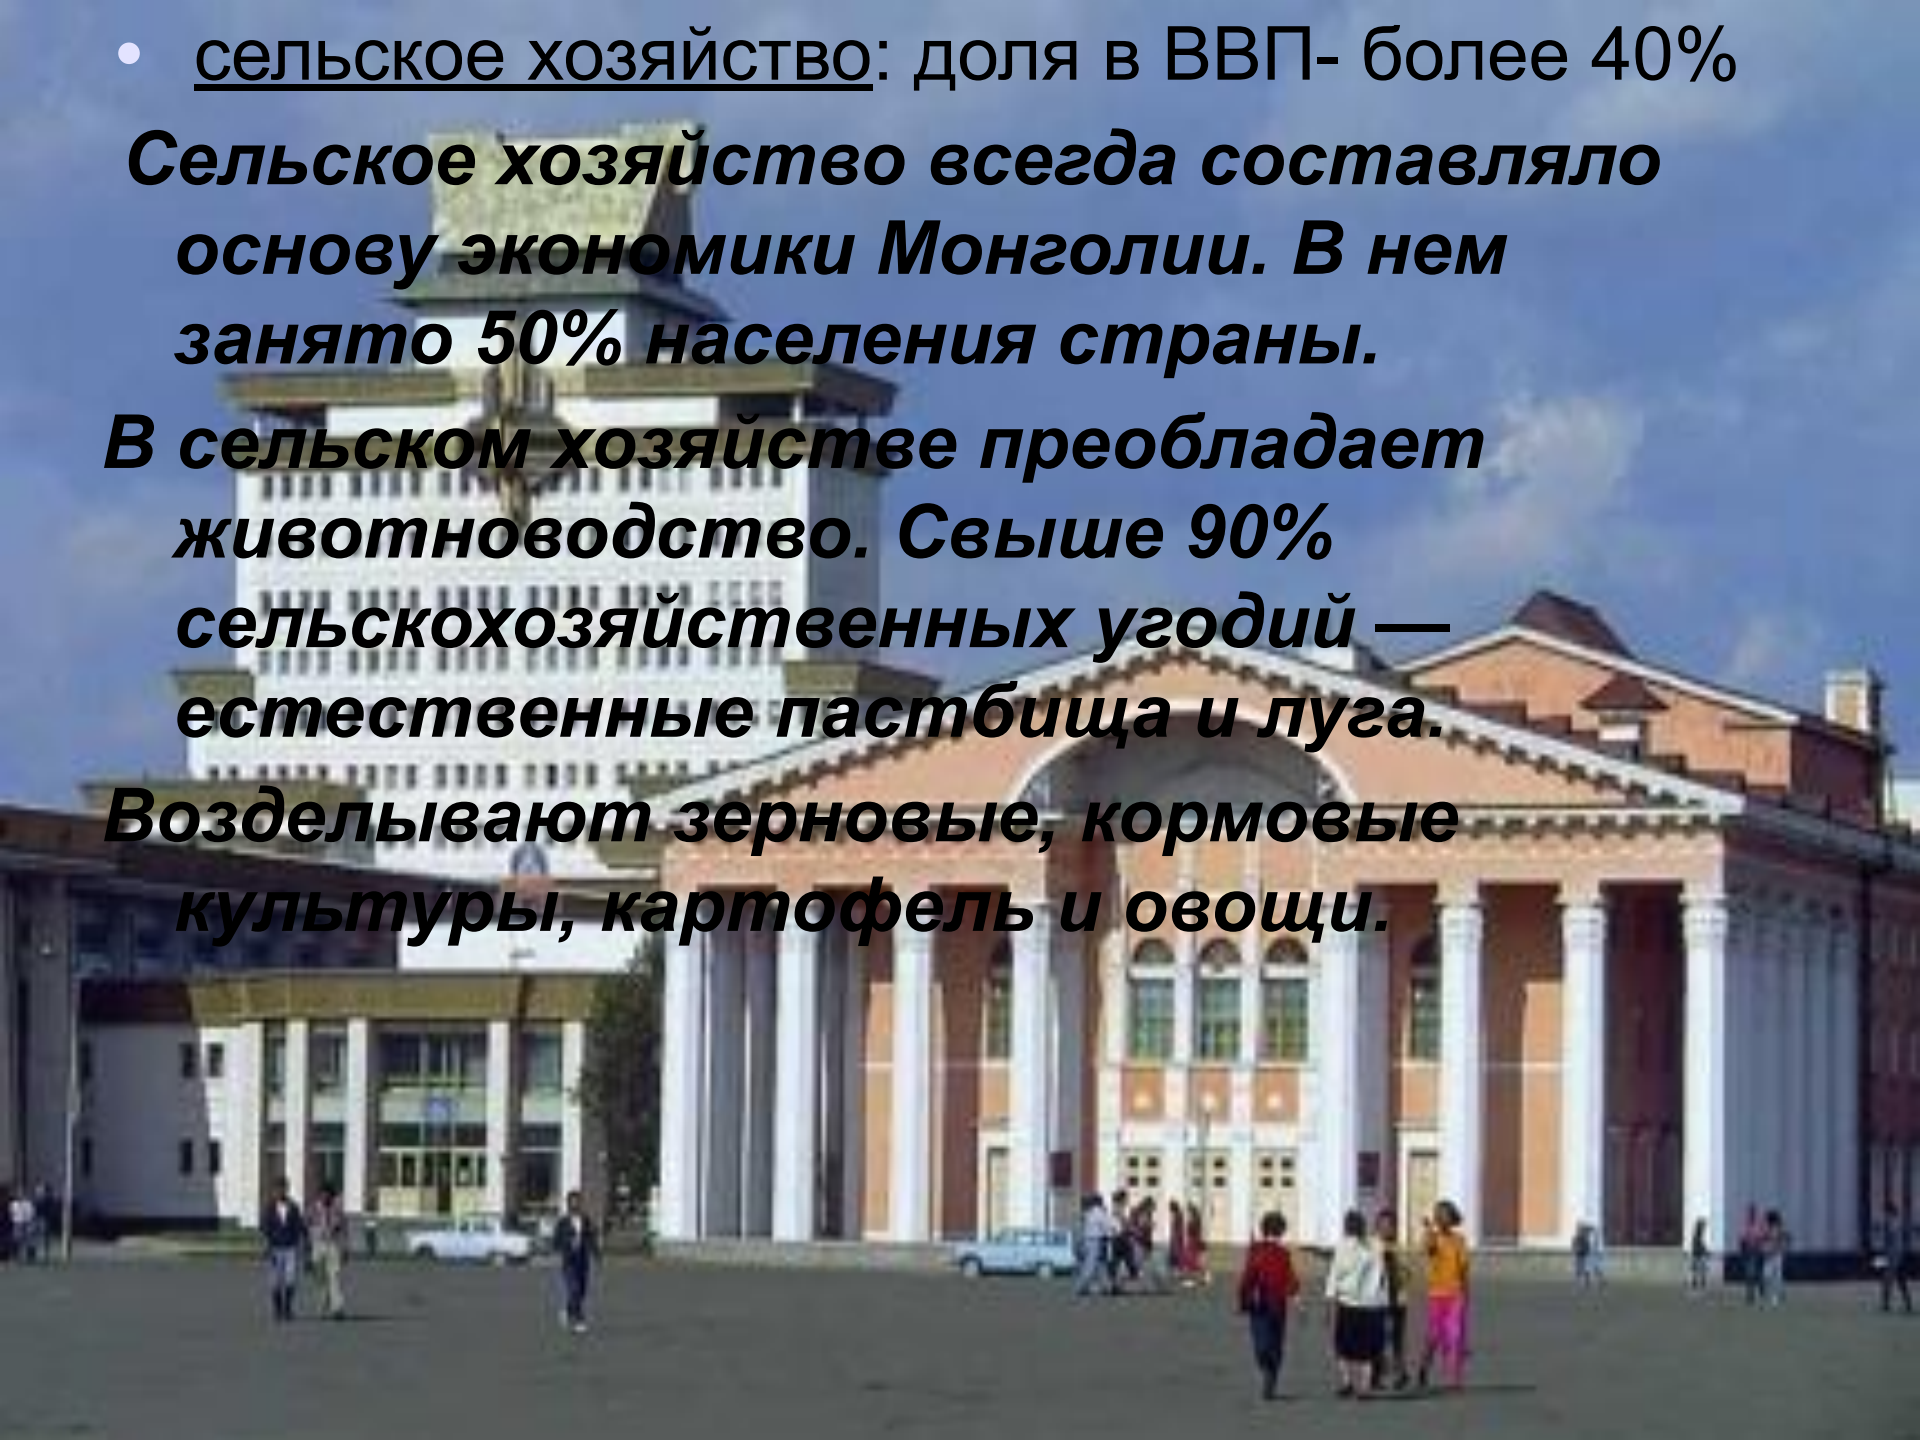 • сельское хозяйство: доля в ВВП- более 40%
Сельское хозяйство всегда составляло
основу экономики Монголии. В нем
занято 50% населения страны.
В сельском хозяйстве преобладает
животноводство. Свыше 90%
сельскохозяйственных угодий —
естественные пастбища и луга.
Возделывают зерновые, кормовые
культуры, картофель и овощи.